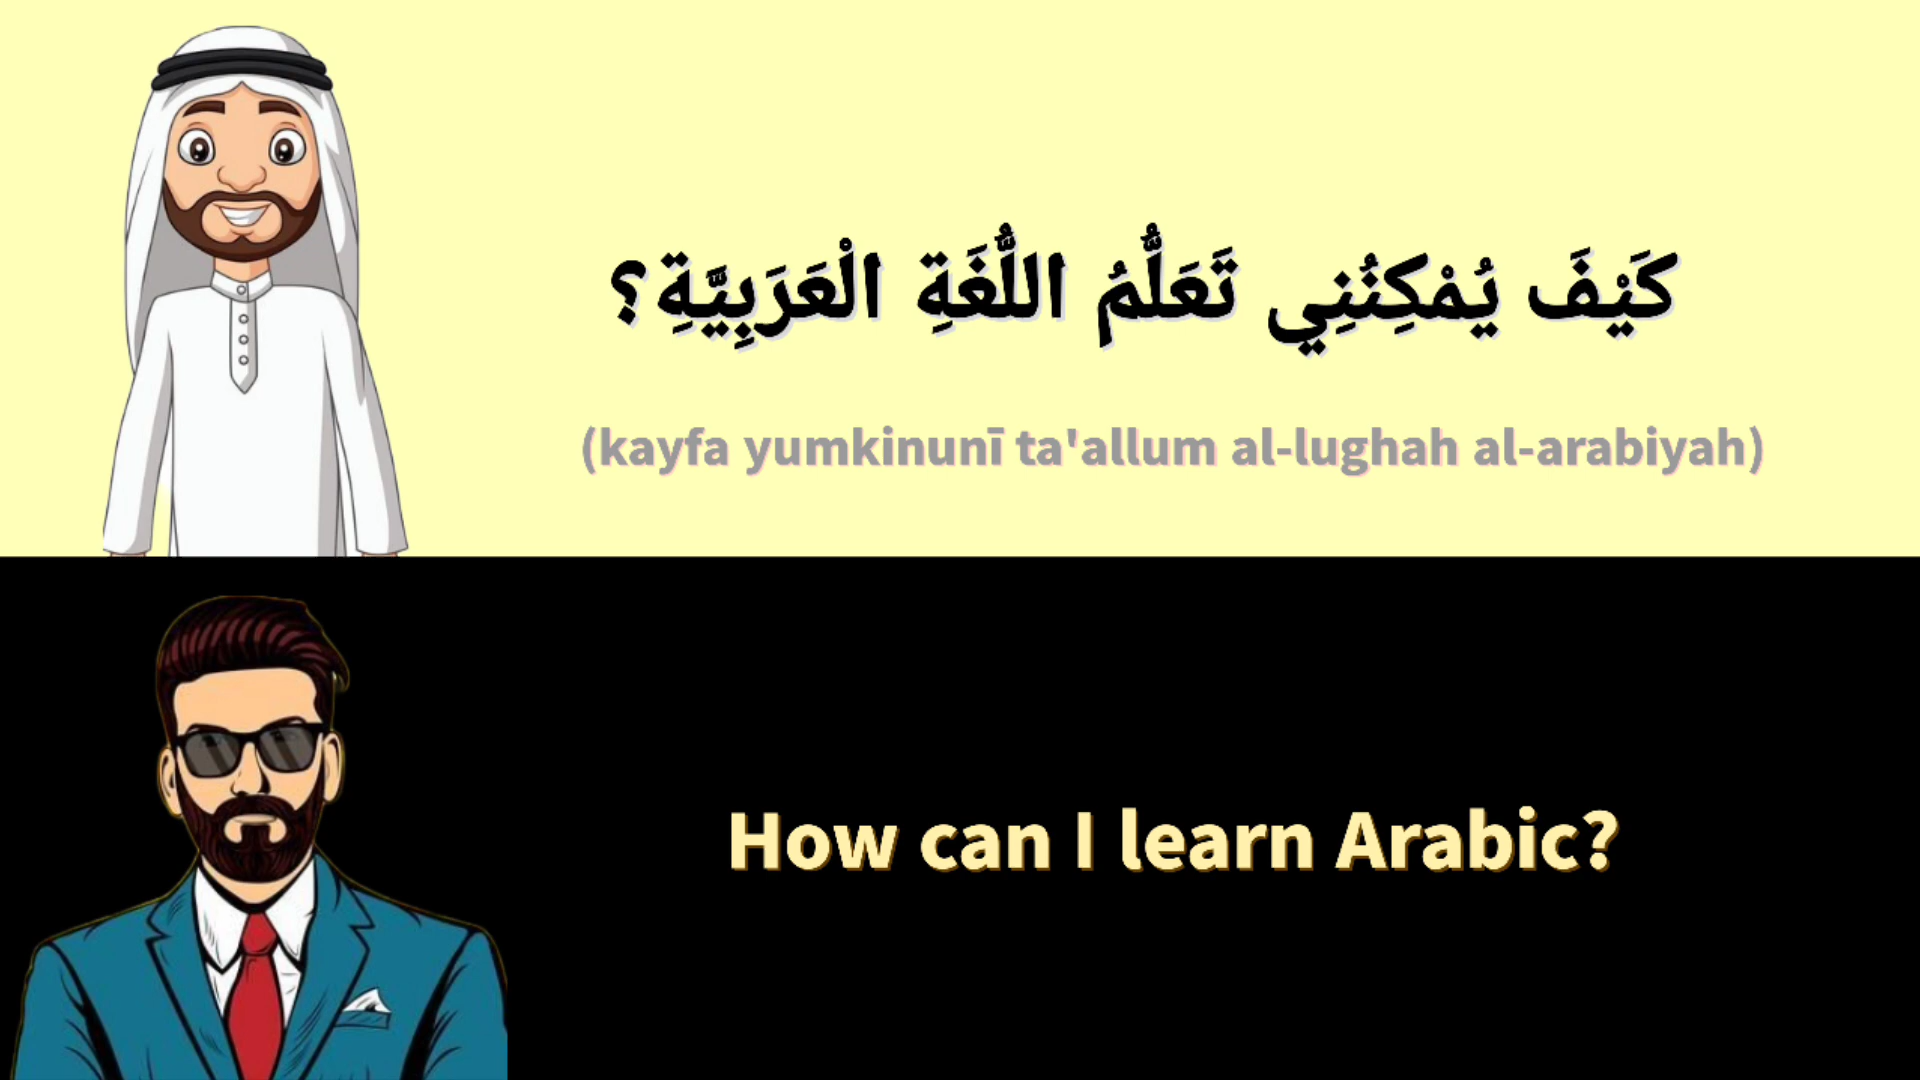 كَيْفَ يُمْكِنُنِي تَعَلُّمُ اللُّغَةِ الْعَرَبِيَّةِ؟
(kayfa yumkinunī ta'allum al-lughah al-arabiyah)
How can I learn Arabic?